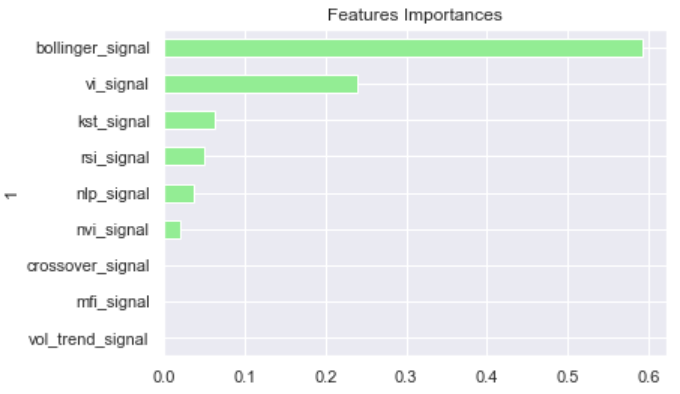 Features Importances
bollinger_signal
vi_signal
kst_signal
rsi_signal
nlp_signal
nvi_signal
crossover_signal
mfi_signal
vol_trend_signal
1
0.0 0.1 0.2 0.3 0.4 0.5 0.6